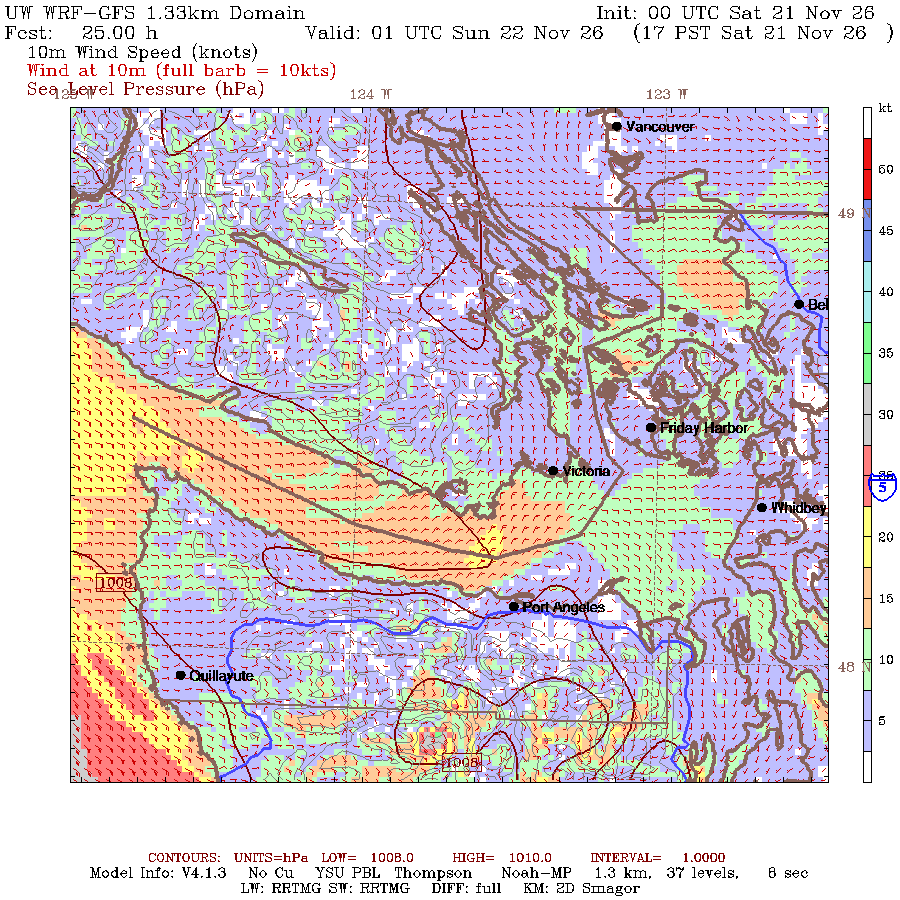 UW WRF-GFS 1.33km Domain Init: 00 UTC Sat 21 Nov 26
Fcst: 25.00 h Valid: 01 UTC Sun 22 Nov 26 (17 PST Sat 21 Nov 26 )
10m Wind Speed (knots)
Wind at 10m (full barb = 10kts)
Sea Level Pressure (hPa)
125 W 124 W 123 W
kt
Vancouver
60
49 N
45
40
Bel
35
30
Friday Harbor
25
Victoria
5
Whidbey
20
1008
15
Port Angeles
10
48 N
Quillayute
5
1008
CONTOURS: UNITS=hPa LOW= 1008.0 HIGH= 1010.0 INTERVAL= 1.0000
Model Info: V4.1.3 No Cu YSU PBL Thompson Noah-MP 1.3 km, 37 levels, 8 sec
LW: RRTMG SW: RRTMG DIFF: full KM: 2D Smagor